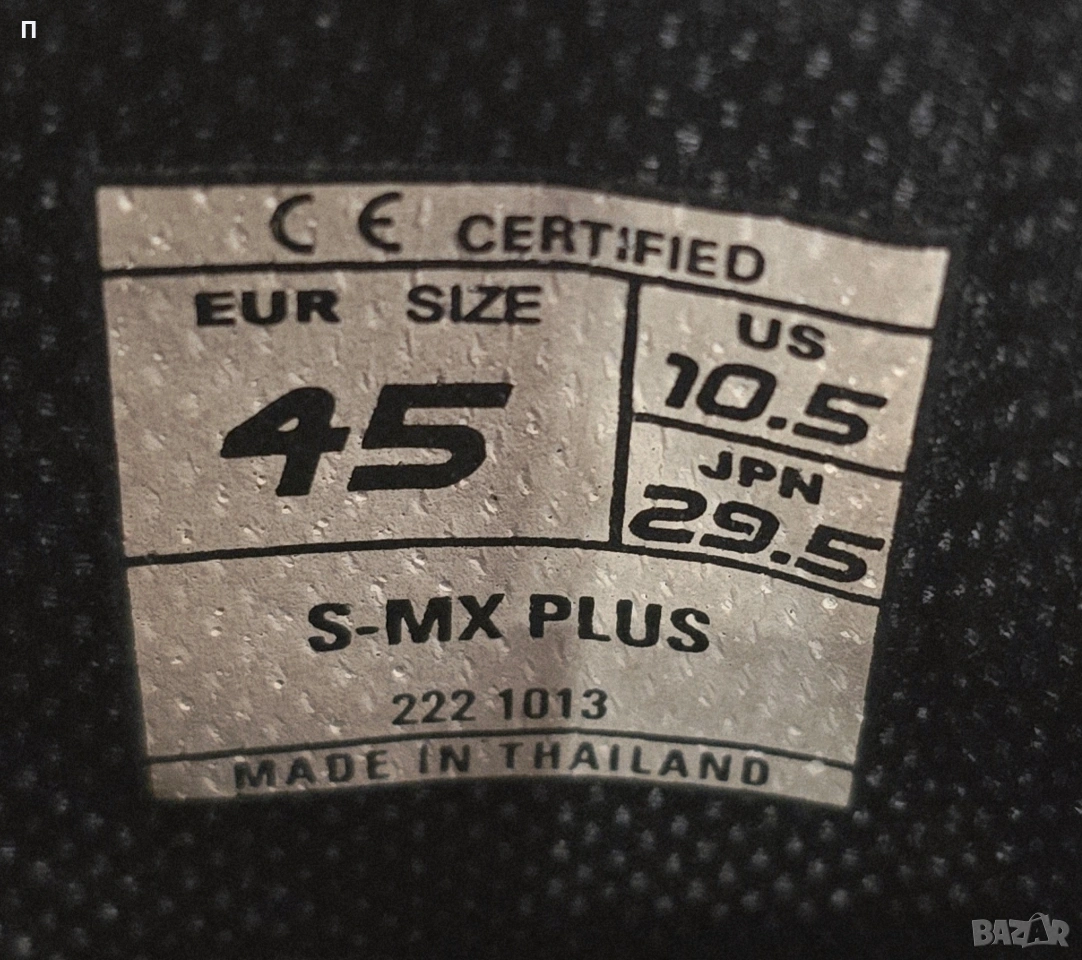 п
CE CERTIFIED
EUR SIZE
45
US
10.5
JPN
29.5
S-MX PLUS
222 1013
MADE IN THAILAND
BAZAR